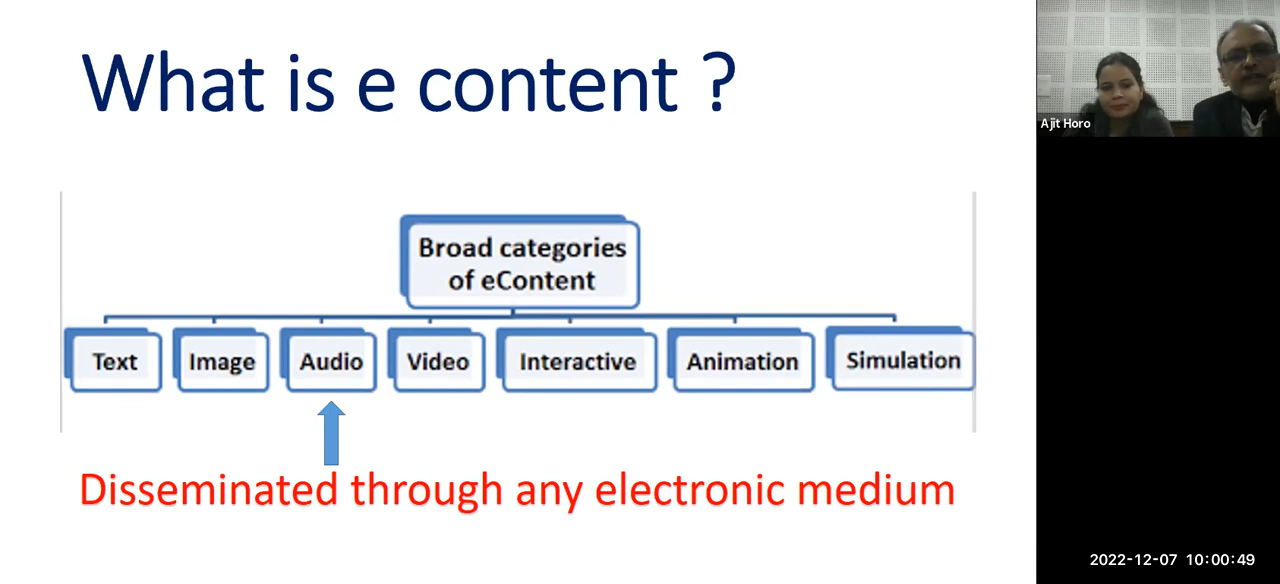 What is e content ?
Broad categories
of eContent
Text Image Audio Video Interactive Animation Simulation
Disseminated through any electronic medium
Ajit Horo
2022-12-07 10:00:49